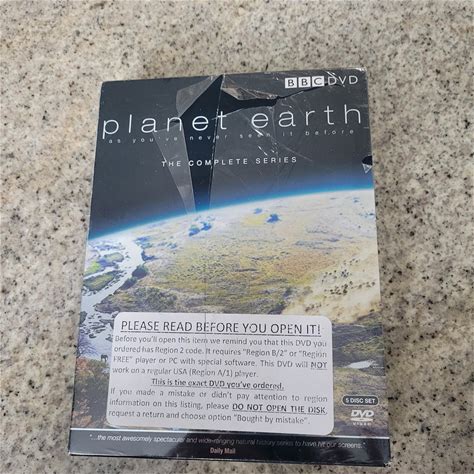 BBC DVD
planet earth
as you've never seen it before
THE COMPLETE SERIES
PLEASE READ BEFORE YOU OPEN IT!
Before you'll open this item we remind you that this DVD you
ordered has Region 2 code. It requires "Region B/2" or "Region
FREE" player or PC with special software. This DVD will NOT
work on a regular USA (Region A/1) player.
This is the exact DVD you've ordered.
If you made a mistake or didn't pay attention to region
information on this listing, please DO NOT OPEN THE DISK,
request a return and choose option "Bought by mistake".
5 DISC SET
DVD
VIDEO
"...the most awesomely spectacular and wide-ranging natural history series to have hit our screens."
Daily Mail